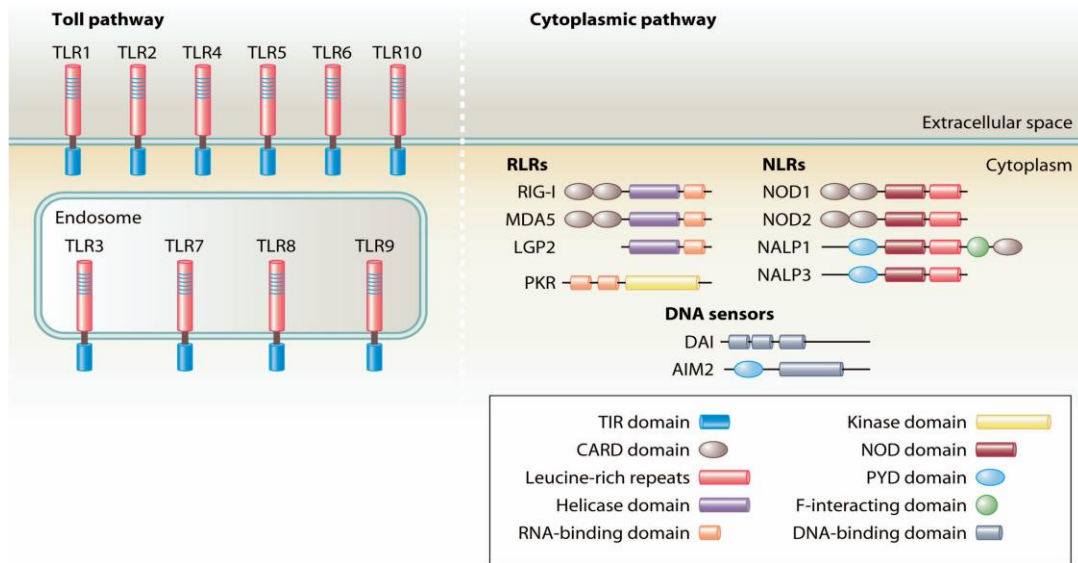 Toll pathway
Cytoplasmic pathway
TLR1 TLR2 TLR4 TLR5 TLR6 TLR10
Extracellular space
Cytoplasm
Endosome
TLR3 TLR7 TLR8 TLR9
RLRs
RIG-I
MDA5
LGP2
PKR
NLRs
NOD1
NOD2
NALP1
NALP3
DNA sensors
DAI
AIM2
TIR domain
CARD domain
Leucine-rich repeats
Helicase domain
RNA-binding domain
Kinase domain
NOD domain
PYD domain
F-interacting domain
DNA-binding domain